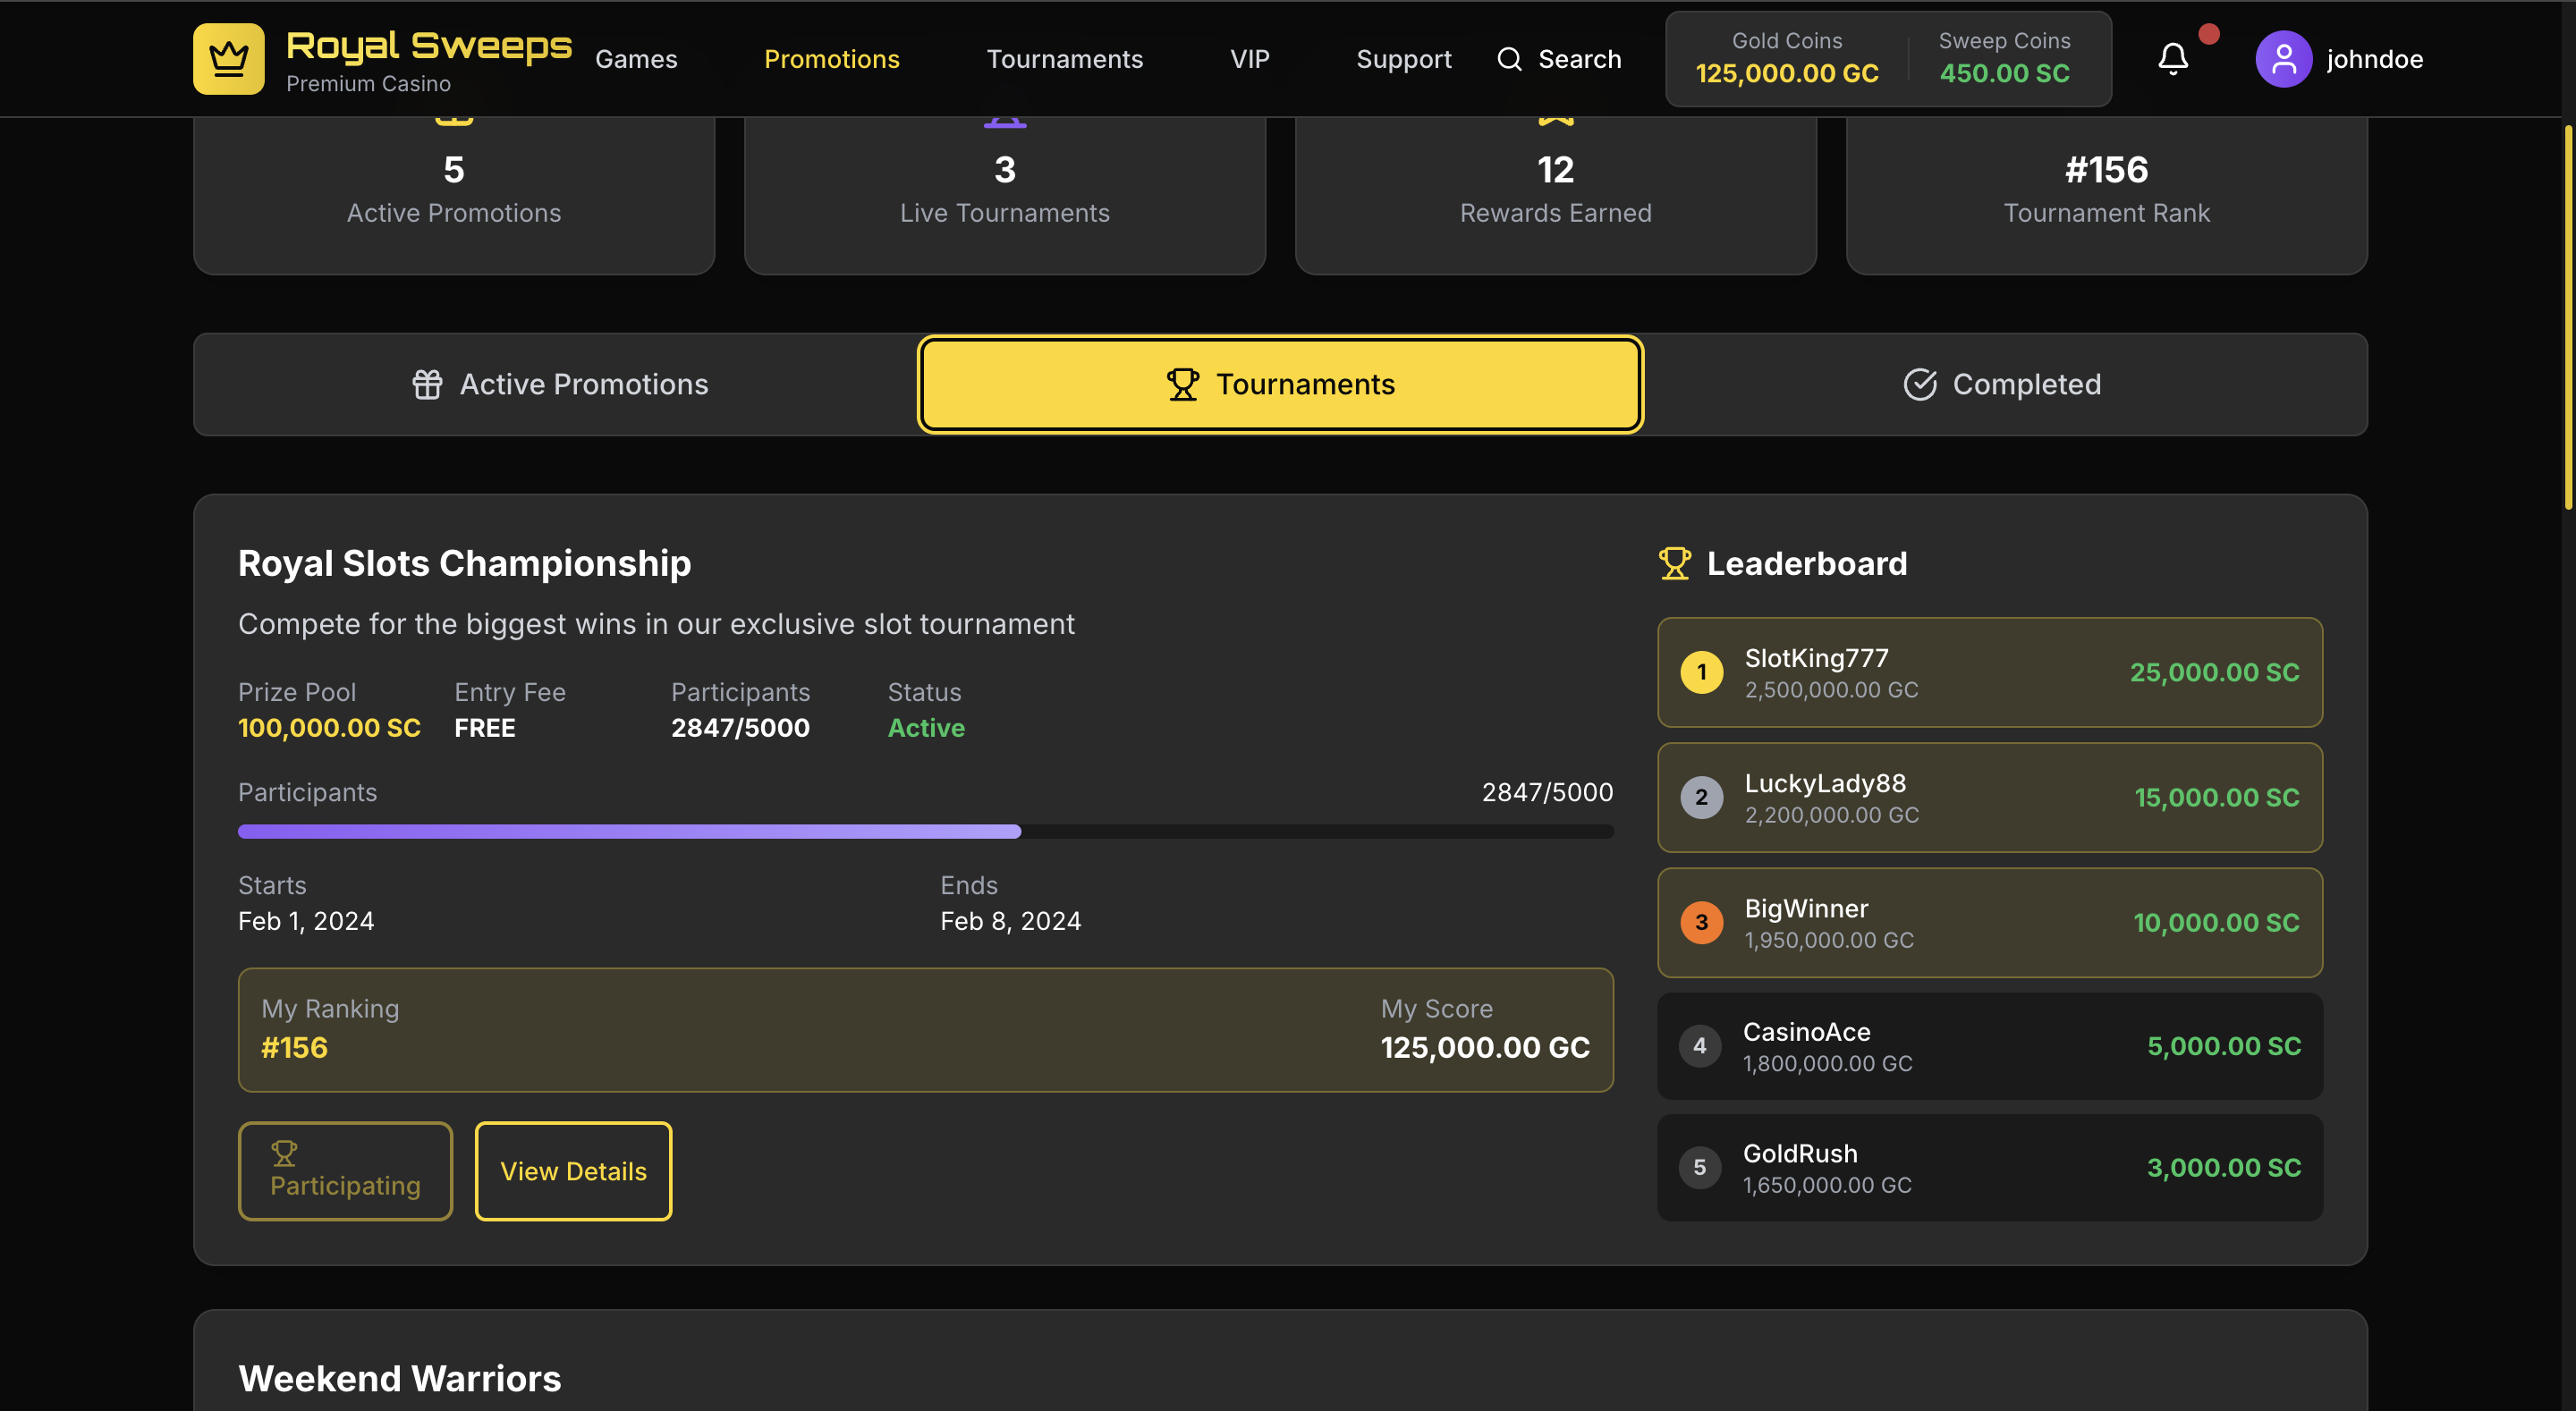 Royal Sweeps
Premium Casino
Games
Promotions
Tournaments
VIP
Support
Search
Gold Coins
125,000.00 GC
Sweep Coins
450.00 SC
johndoe
5
Active Promotions
3
Live Tournaments
12
Rewards Earned
#156
Tournament Rank
Active Promotions
Tournaments
Completed
Royal Slots Championship
Compete for the biggest wins in our exclusive slot tournament
Prize Pool
100,000.00 SC
Entry Fee
FREE
Participants
2847/5000
Status
Active
Participants
2847/5000
Starts
Feb 1, 2024
Ends
Feb 8, 2024
My Ranking
#156
My Score
125,000.00 GC
Participating
View Details
Leaderboard
1
SlotKing777
2,500,000.00 GC
25,000.00 SC
2
LuckyLady88
2,200,000.00 GC
15,000.00 SC
3
BigWinner
1,950,000.00 GC
10,000.00 SC
4
CasinoAce
1,800,000.00 GC
5,000.00 SC
5
GoldRush
1,650,000.00 GC
3,000.00 SC
Weekend Warriors